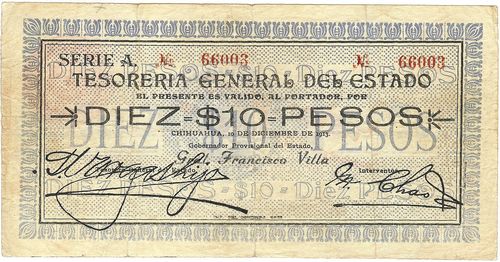 SERIE A. No. 66003 No. 66003
TESORERIA GENERAL DEL ESTADO
EL PRESENTE ES VALIDO, AL PORTADOR, POR
DIEZ = $10 = PESOS
CHIHUAHUA, 10 DE DICIEMBRE DE 1913.
Gobernador Provisional del Estado,
Gral. Francisco Villa
Interventor,